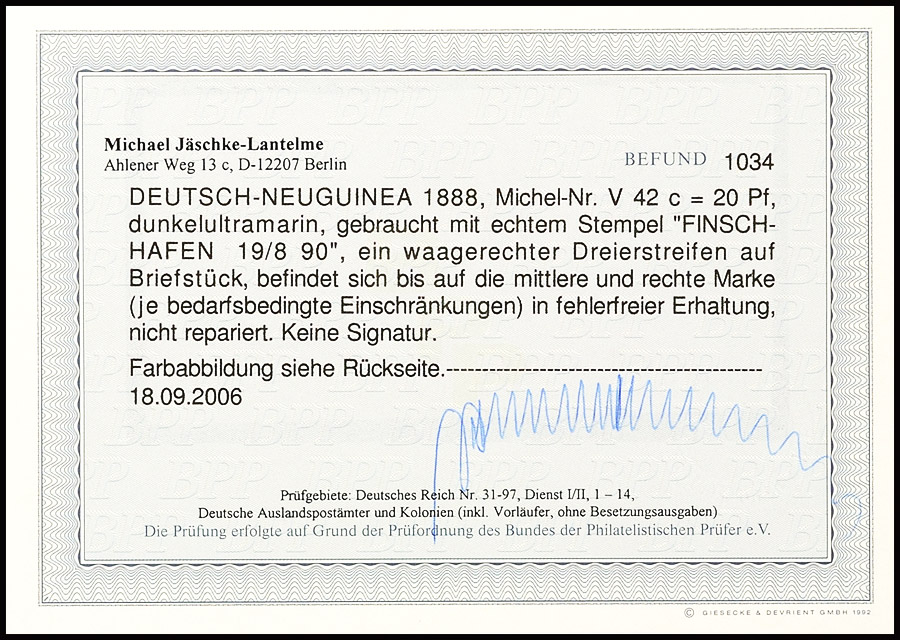 Michael Jäschke-Lantelme
Ahlener Weg 13 c, D-12207 Berlin
BEFUND 1034
DEUTSCH-NEUGUINEA 1888, Michel-Nr. V 42 c = 20 Pf,
dunkelultramarin, gebraucht mit echtem Stempel "FINSCH-
HAFEN 19/8 90", ein waagerechter Dreierstreifen auf
Briefstück, befindet sich bis auf die mittlere und rechte Marke
(je bedarfsbedingte Einschränkungen) in fehlerfreier Erhaltung,
nicht repariert. Keine Signatur.
Farbabbildung siehe Rückseite.----------------------------------------
18.09.2006
Prüfgebiete: Deutsches Reich Nr. 31-97, Dienst I/II, 1 – 14,
Deutsche Auslandspostämter und Kolonien (inkl. Vorläufer, ohne Besetzungsausgaben)
Die Prüfung erfolgte auf Grund der Prüfordnung des Bundes der Philatelistischen Prüfer e.V.
© GIESECKE & DEVRIENT GMBH 1992